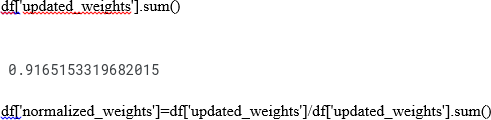 df['updated_weights'].sum()
0.9165153319682015
df['normalized_weights']=df['updated_weights']/df['updated_weights'].sum()